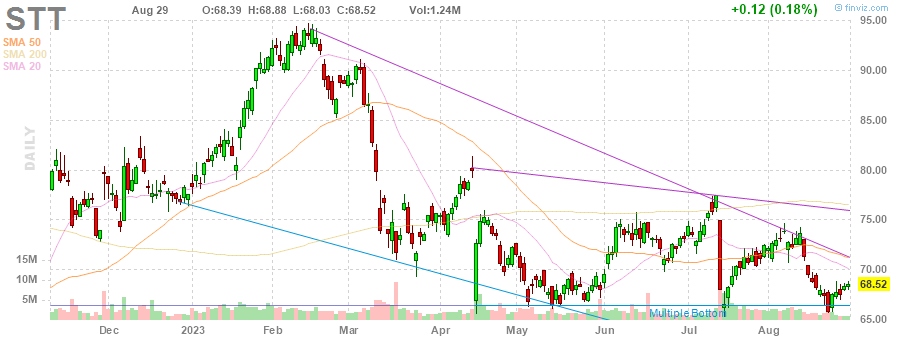 STT Aug 29 O:68.39 H:68.88 L:68.03 C:68.52 Vol:1.24M +0.12 (0.18%) © finviz.com
SMA 50
SMA 200
SMA 20
DAILY
95.00
90.00
85.00
80.00
75.00
70.00
68.52
65.00
15M
10M
5M
Multiple Bottom
Dec 2023 Feb Mar Apr May Jun Jul Aug